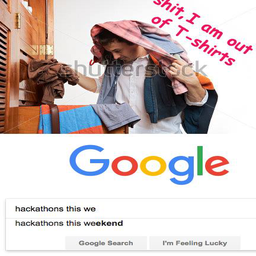 shit, I am out
of T-shirts
shutterstock
Google
hackathons this we
hackathons this weekend
Google Search
I'm Feeling Lucky